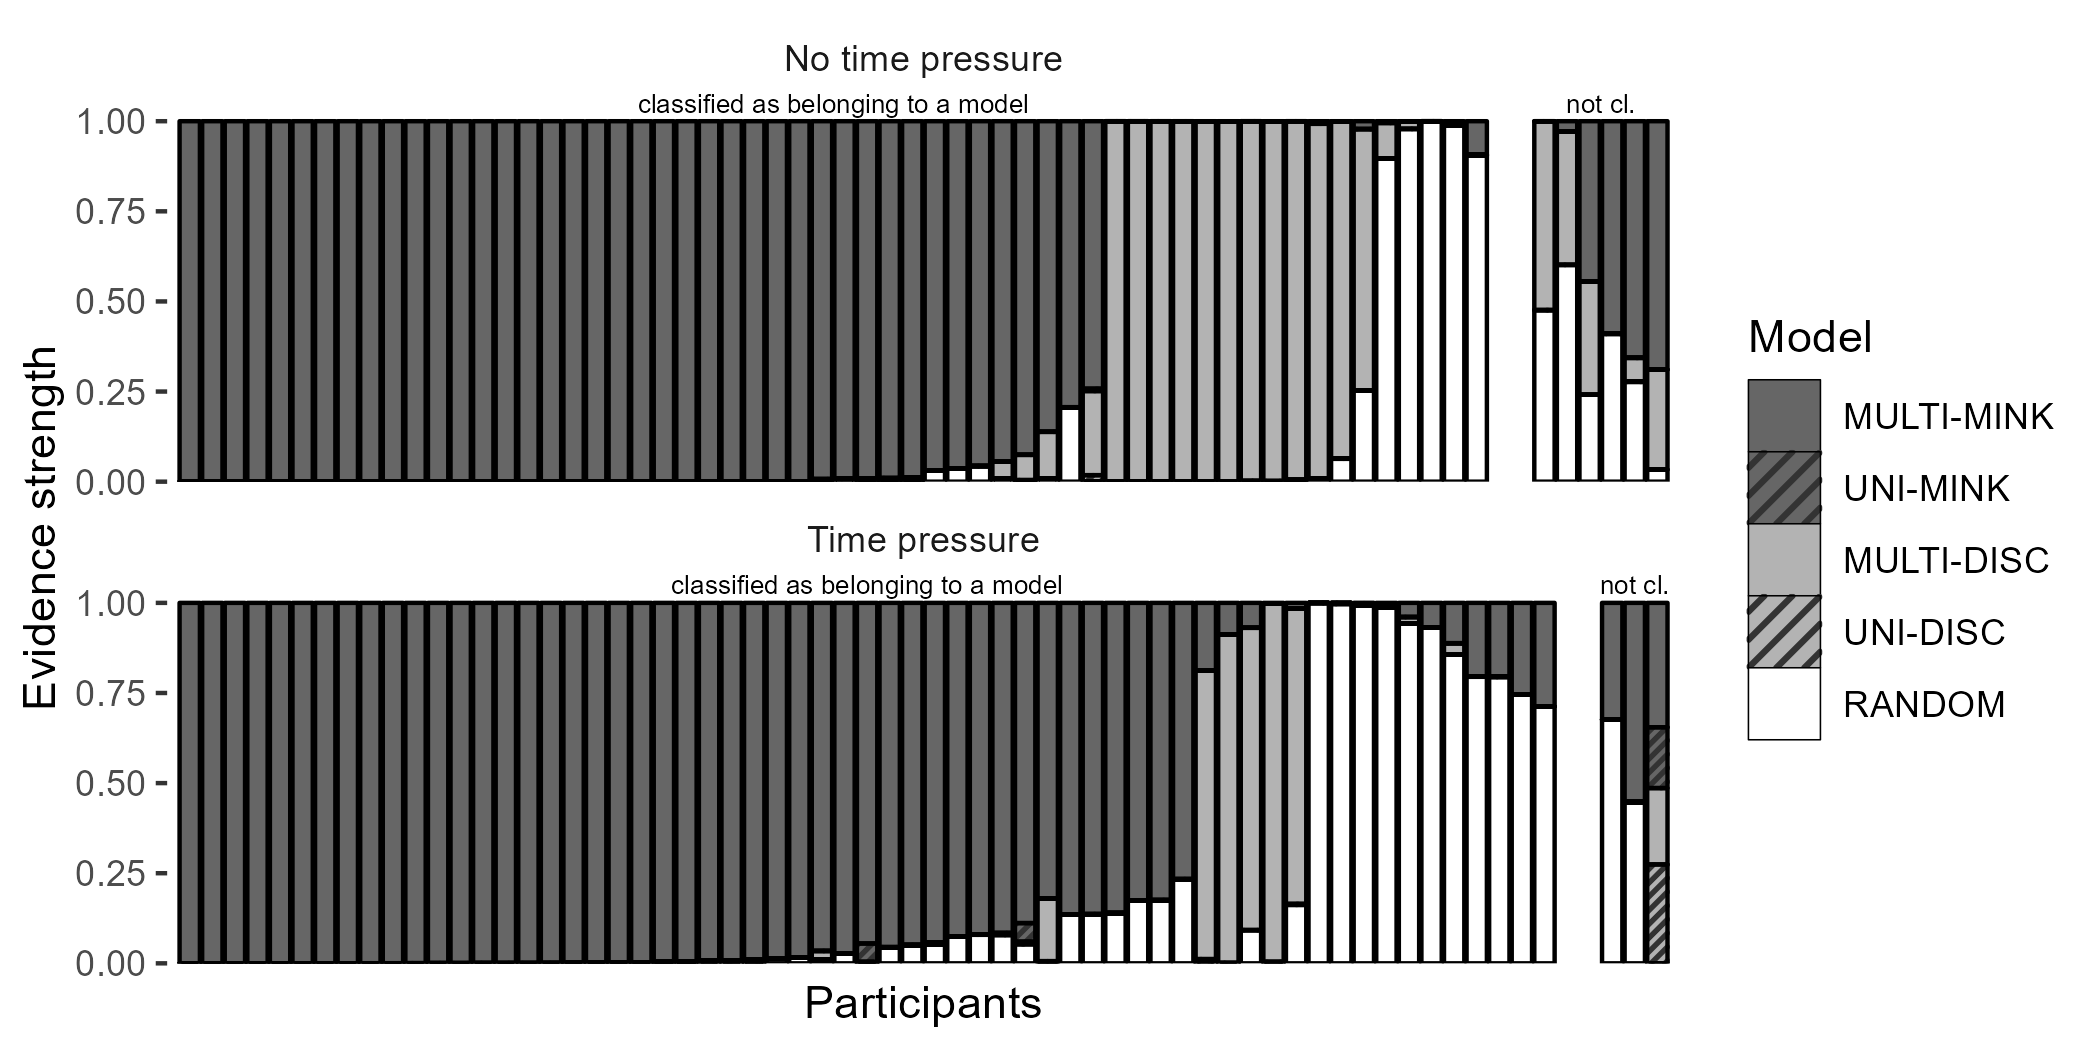 No time pressure
classified as belonging to a model
not cl.
1.00
0.75
0.50
0.25
0.00
Time pressure
classified as belonging to a model
not cl.
1.00
0.75
0.50
0.25
0.00
Evidence strength
Participants
Model
MULTI-MINK
UNI-MINK
MULTI-DISC
UNI-DISC
RANDOM